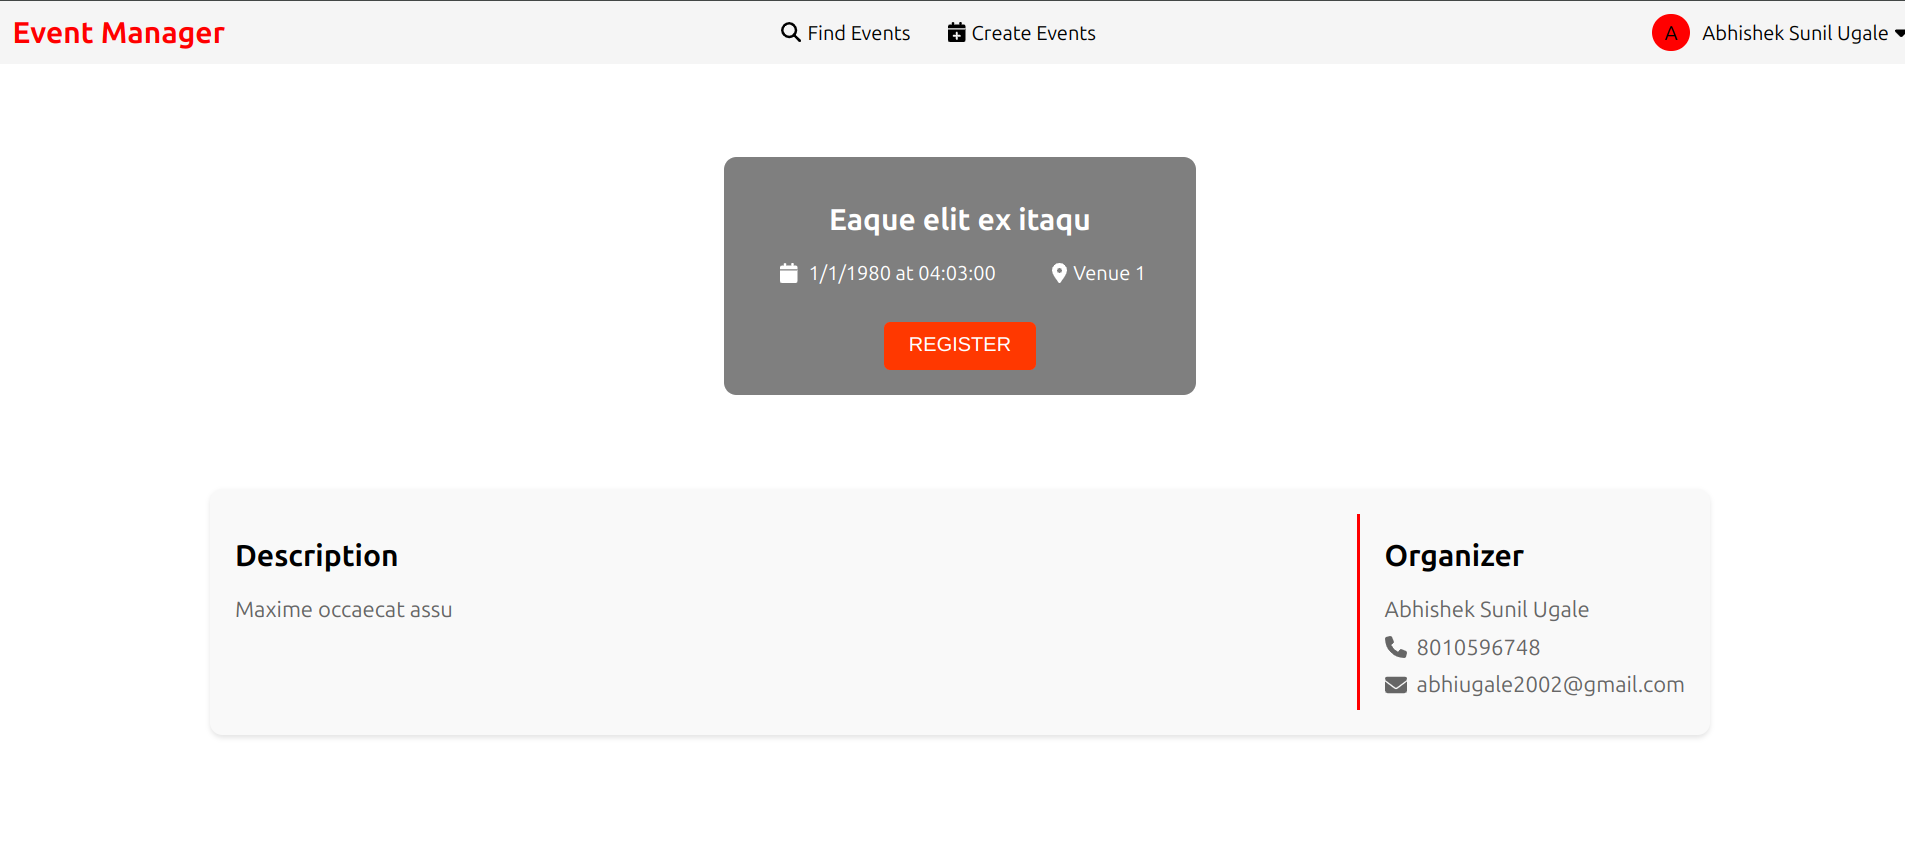 Event Manager
Find Events
Create Events
A
Abhishek Sunil Ugale
Eaque elit ex itaqu
1/1/1980 at 04:03:00
Venue 1
REGISTER
Description
Maxime occaecat assu
Organizer
Abhishek Sunil Ugale
8010596748
abhiugale2002@gmail.com